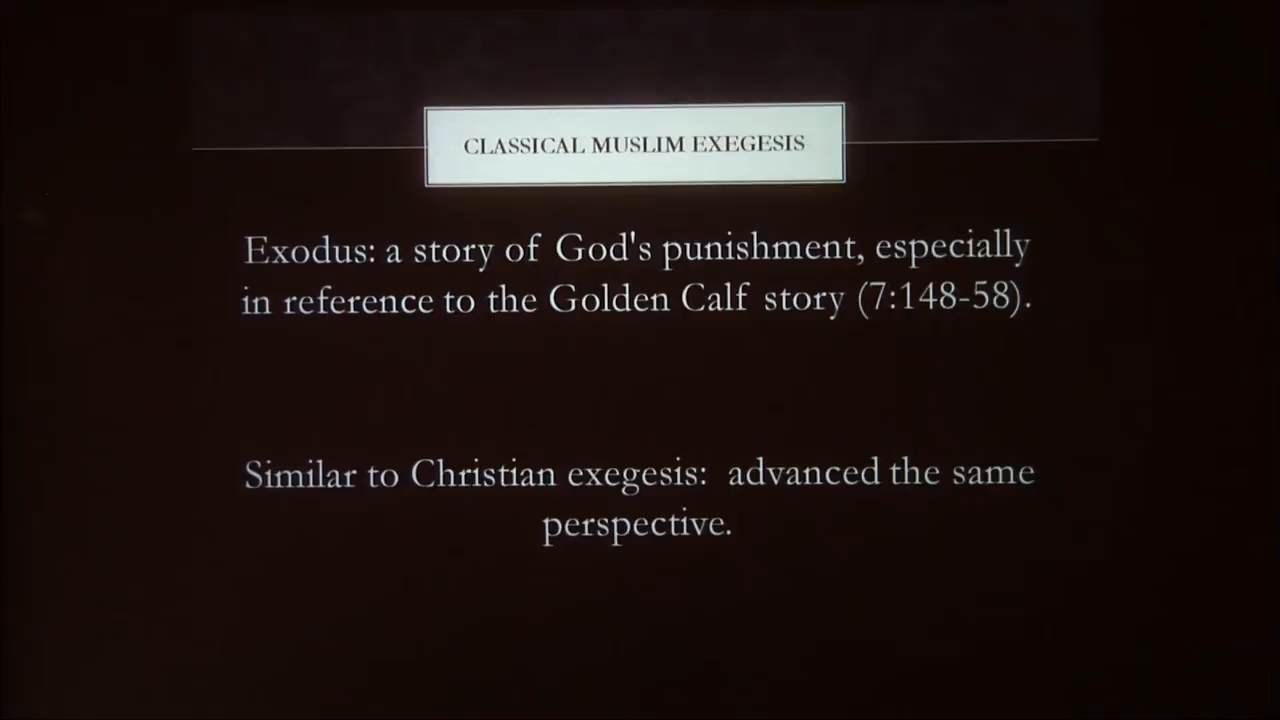 CLASSICAL MUSLIM EXEGESIS
Exodus: a story of God's punishment, especially
in reference to the Golden Calf story (7:148-58).
Similar to Christian exegesis: advanced the same
perspective.